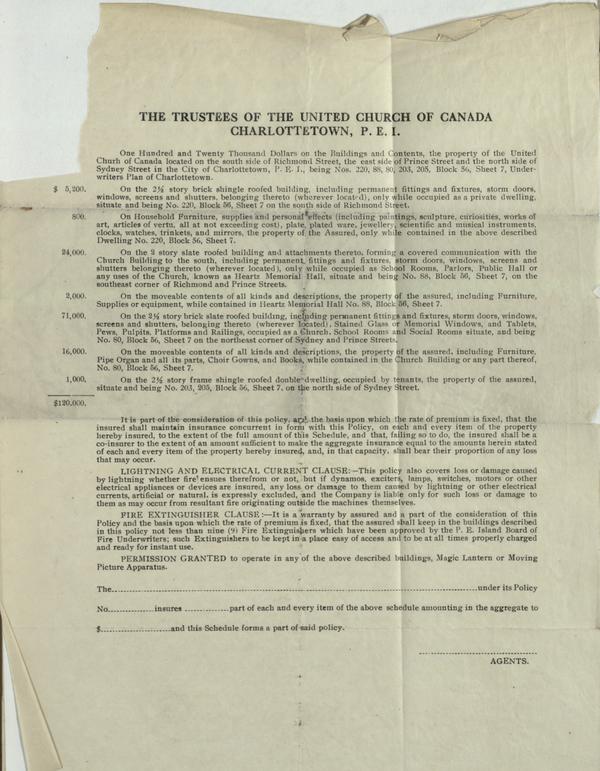 THE TRUSTEES OF THE UNITED CHURCH OF CANADA
CHARLOTTETOWN, P. E. I.
One Hundred and Twenty Thousand Dollars on the Buildings and Contents, the property of the United
Churh of Canada located on the south side of Richmond Street, the east side of Prince Street and the north side of
Sydney Street in the City of Charlottetown, P. E. I., being Nos. 220, 88, 80, 203, 205, Block 56, Sheet 7, Under-
writers Plan of Charlottetown.
$ 5,200. On the 2½ story brick shingle roofed building, including permanent fittings and fixtures, storm doors,
windows, screens and shutters, belonging thereto (wherever located), only while occupied as a private dwelling,
situate and being No. 220, Block 56, Sheet 7 on the south side of Richmond Street.
800. On Household Furniture, supplies and personal effects (including paintings, sculpture, curiosities, works of
art, articles of vertu, all at not exceeding cost), plate, plated ware, jewellery, scientific and musical instruments,
clocks, watches, trinkets, and mirrors, the property of the Assured, only while contained in the above described
Dwelling No. 220, Block 56, Sheet 7.
24,000. On the 2 story slate roofed building and attachments thereto, forming a covered communication with the
Church Building to the south, including permanent fittings and fixtures, storm doors, windows, screens and
shutters belonging thereto (wherever located), only while occupied as School Rooms, Parlors, Public Hall or
any uses of the Church, known as Heartz Memorial Hall, situate and being No. 88, Block 56, Sheet 7, on the
southeast corner of Richmond and Prince Streets.
2,000. On the moveable contents of all kinds and descriptions, the property of the assured, including Furniture,
Supplies or equipment, while contained in Heartz Memorial Hall No. 88, Block 56, Sheet 7.
71,000. On the 2½ story brick slate roofed building, including permanent fittings and fixtures, storm doors, windows,
screens and shutters, belonging thereto (wherever located), Stained Glass or Memorial Windows, and Tablets,
Pews, Pulpits, Platforms and Railings, occupied as a Church, School Rooms and Social Rooms situate, and being
No. 80, Block 56, Sheet 7 on the northeast corner of Sydney and Prince Streets.
16,000. On the moveable contents of all kinds and descriptions, the property of the assured, including Furniture,
Pipe Organ and all its parts, Choir Gowns, and Books, while contained in the Church Building or any part thereof,
No. 80, Block 56, Sheet 7.
1,000. On the 2½ story frame shingle roofed double dwelling, occupied by tenants, the property of the assured,
situate and being No. 203, 205, Block 56, Sheet 7, on the north side of Sydney Street.
$120,000.
It is part of the consideration of this policy, and the basis upon which the rate of premium is fixed, that the
insured shall maintain insurance concurrent in form with this Policy, on each and every item of the property
hereby insured, to the extent of the full amount of this Schedule, and that, failing so to do, the insured shall be a
co-insurer to the extent of an amount sufficient to make the aggregate insurance equal to the amounts herein stated
of each and every item of the property hereby insured, and, in that capacity, shall bear their proportion of any loss
that may occur.
LIGHTNING AND ELECTRICAL CURRENT CLAUSE:—This policy also covers loss or damage caused
by lightning whether fire ensues therefrom or not, but if dynamos, exciters, lamps, switches, motors or other
electrical appliances or devices are insured, any loss or damage to them caused by lightning or other electrical
currents, artificial or natural, is expressly excluded, and the Company is liable only for such loss or damage to
them as may occur from resultant fire originating outside the machines themselves.
FIRE EXTINGUISHER CLAUSE:—It is a warranty by assured and a part of the consideration of this
Policy and the basis upon which the rate of premium is fixed, that the assured shall keep in the buildings described
in this policy not less than nine (9) Fire Extinguishers which have been approved by the P. E. Island Board of
Fire Underwriters; such Extinguishers to be kept in a place easy of access and to be at all times properly charged
and ready for instant use.
PERMISSION GRANTED to operate in any of the above described buildings, Magic Lantern or Moving
Picture Apparatus.
The........................................under its Policy
No...............insures ..............part of each and every item of the above schedule amounting in the aggregate to
$......................and this Schedule forms a part of said policy.
AGENTS.